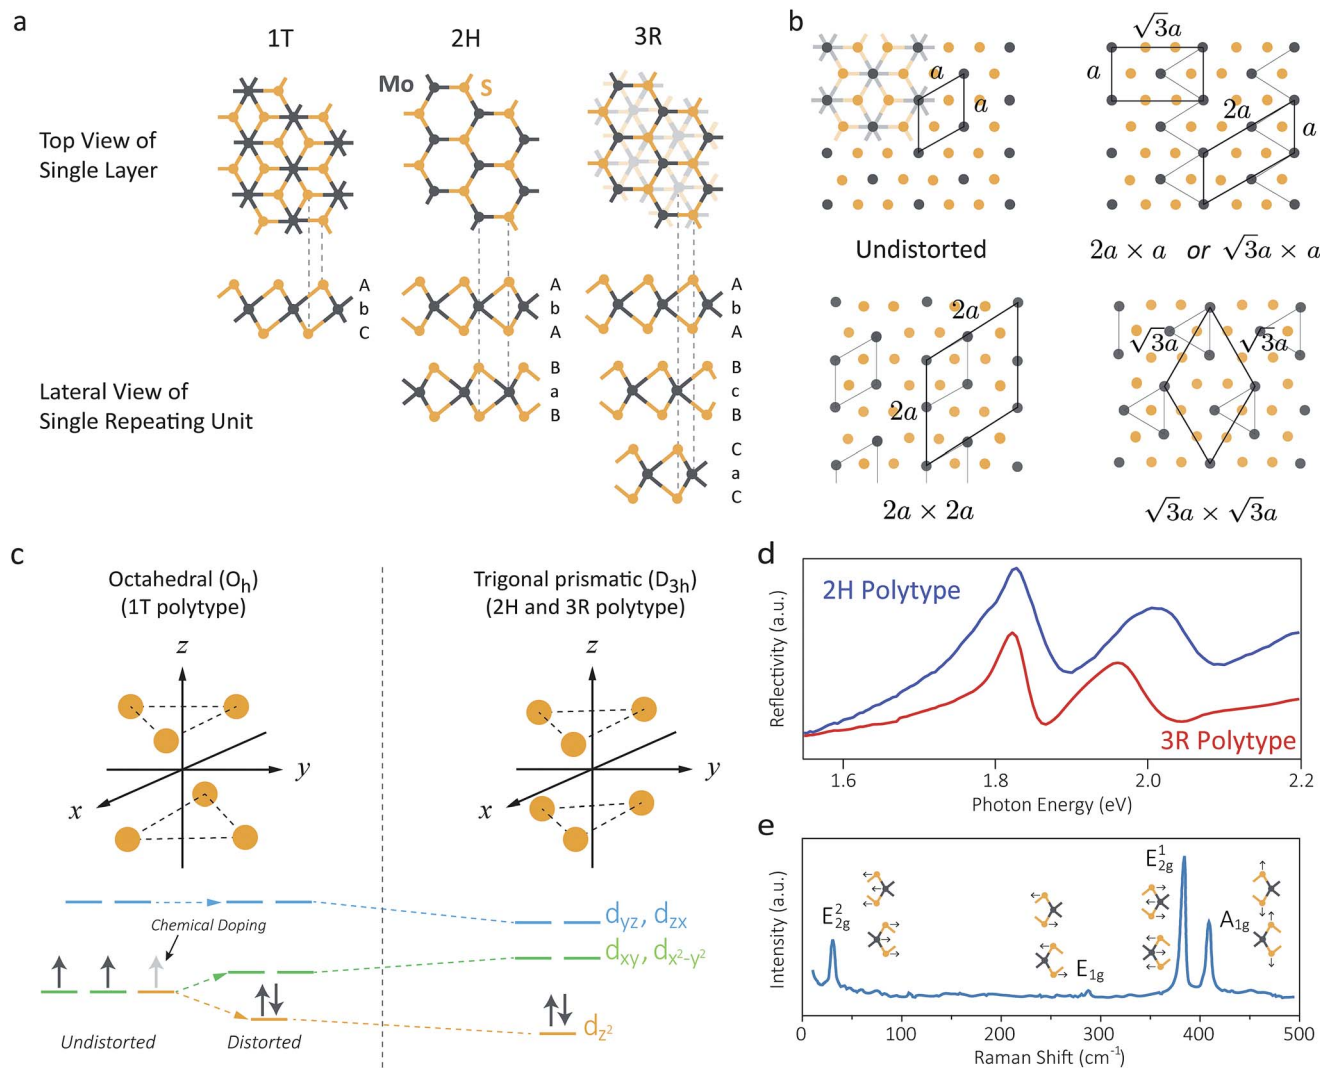 a
1T
2H
3R
Mo
S
Top View of
Single Layer
A
b
C
A
b
A
A
b
A
Lateral View of
Single Repeating Unit
B
a
B
B
c
B
C
a
C
b
a
a
Undistorted
√3a
a
2a
a
2a × a or √3a × a
2a
2a
2a × 2a
√3a
√3a
√3a × √3a
c
Octahedral (Oh)
(1T polytype)
Trigonal prismatic (D3h)
(2H and 3R polytype)
z
y
x
z
y
x
Chemical Doping
Undistorted
Distorted
dyz, dzx
dxy, dx²-y²
dz²
d
2H Polytype
3R Polytype
Reflectivity (a.u.)
1.6
1.8
2.0
2.2
Photon Energy (eV)
e
E²2g
E1g
E¹2g
A1g
Intensity (a.u.)
0
100
200
300
400
500
Raman Shift (cm⁻¹)